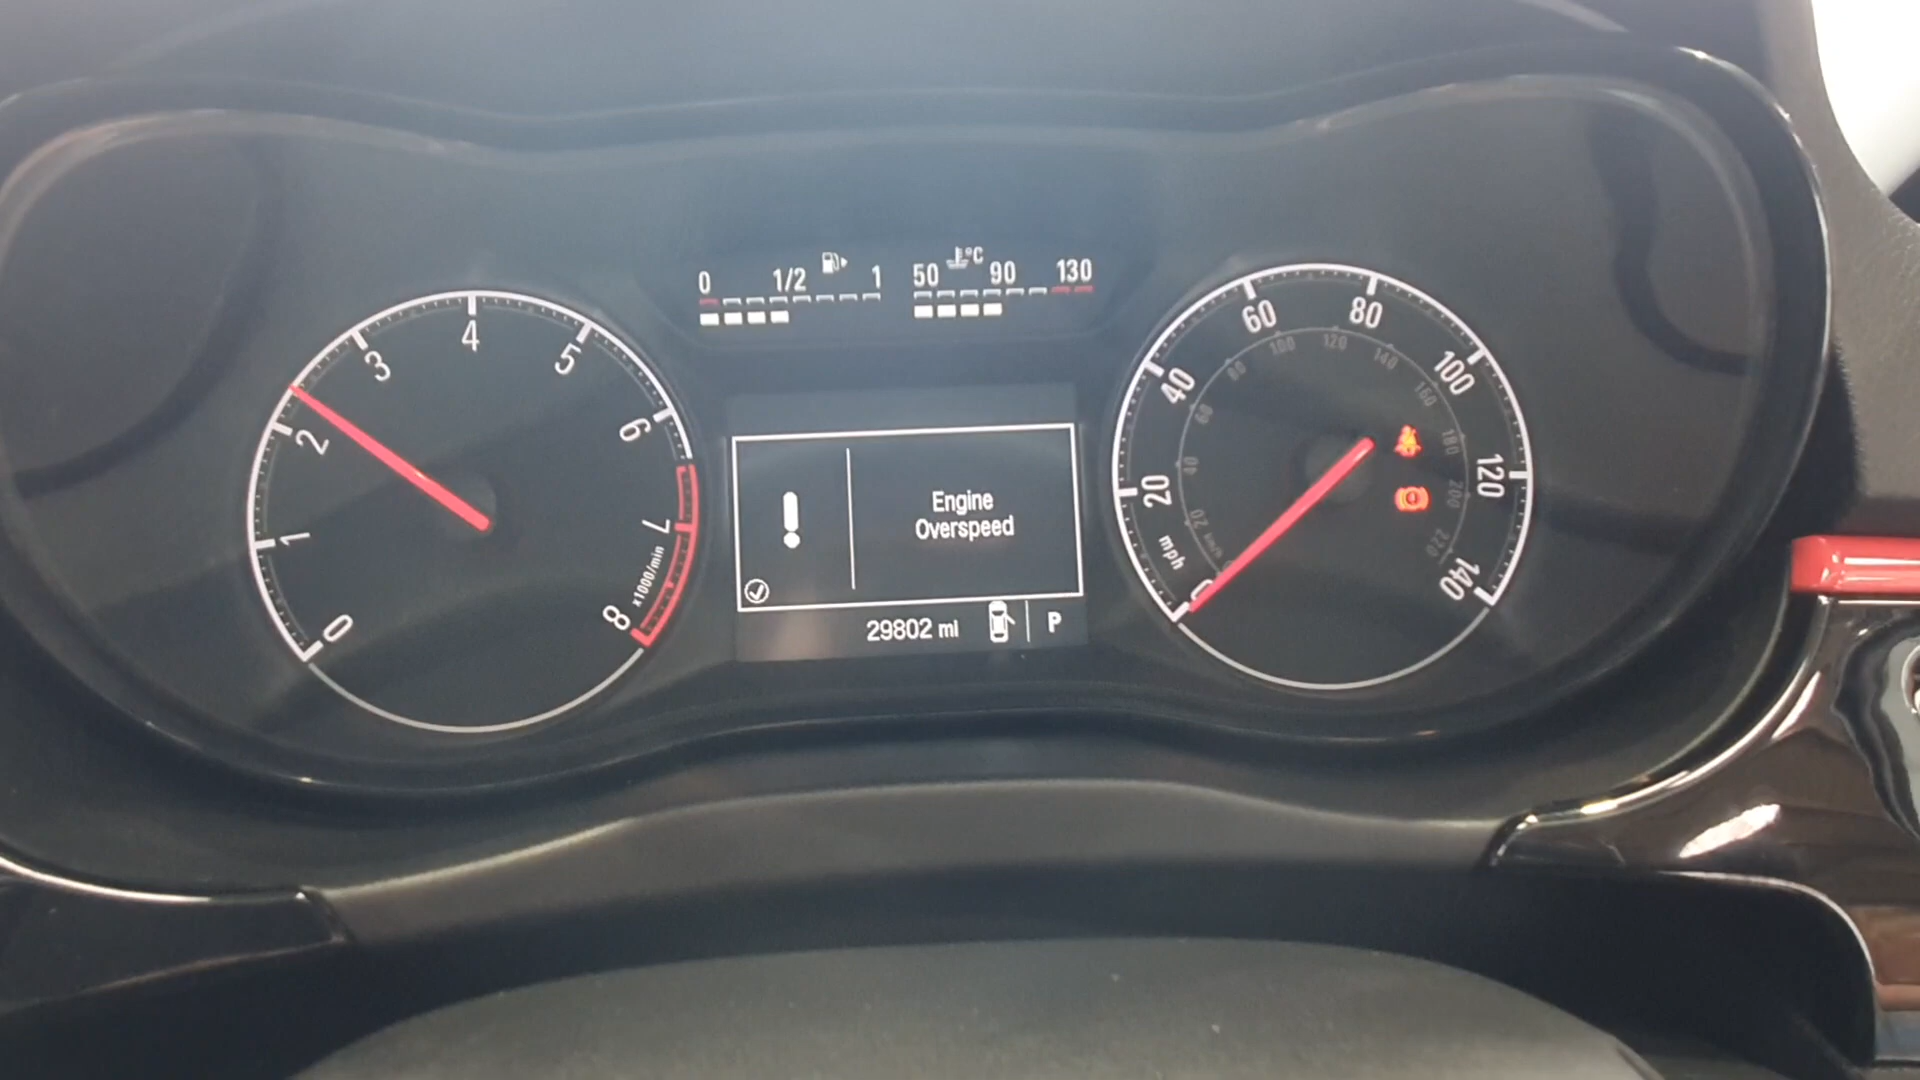 0 1/2 1
50 °C 90 130
0 1 2 3 4 5 6 7 8
x1000/min
Engine
Overspeed
29802 mi P
0 20 40 60 80 100 120 140
mph
20 40 60 80 100 120 140 160 180 200 220
km/h